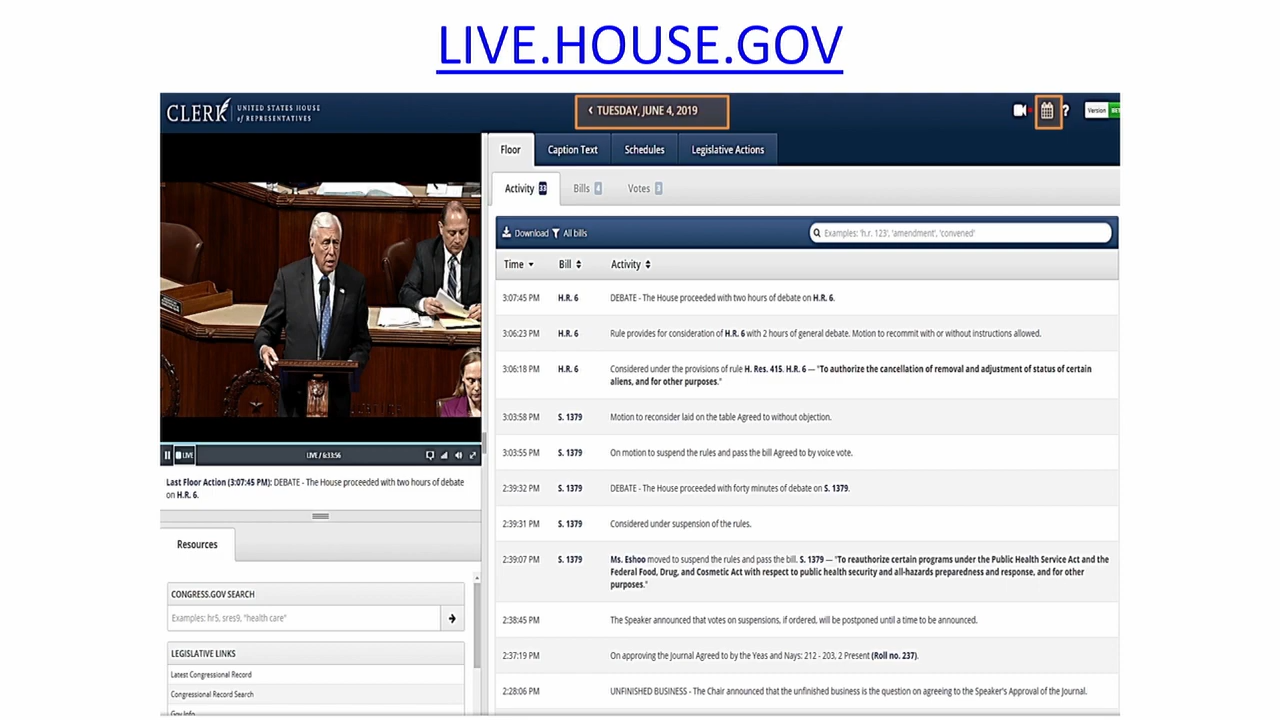 LIVE.HOUSE.GOV
CLERK
UNITED STATES HOUSE
of REPRESENTATIVES
‹ TUESDAY, JUNE 4, 2019
?
Version
Floor
Caption Text
Schedules
Legislative Actions
Activity 33
Bills 4
Votes 3
Download
All bills
Examples: 'h.r. 123', 'amendment', 'convened'
Time
Bill
Activity
3:07:45 PM H.R. 6 DEBATE - The House proceeded with two hours of debate on H.R. 6.
3:06:23 PM H.R. 6 Rule provides for consideration of H.R. 6 with 2 hours of general debate. Motion to recommit with or without instructions allowed.
3:06:18 PM H.R. 6 Considered under the provisions of rule H. Res. 415. H.R. 6 — "To authorize the cancellation of removal and adjustment of status of certain
aliens, and for other purposes."
3:03:58 PM S. 1379 Motion to reconsider laid on the table Agreed to without objection.
3:03:55 PM S. 1379 On motion to suspend the rules and pass the bill Agreed to by voice vote.
2:39:32 PM S. 1379 DEBATE - The House proceeded with forty minutes of debate on S. 1379.
2:39:31 PM S. 1379 Considered under suspension of the rules.
2:39:07 PM S. 1379 Ms. Eshoo moved to suspend the rules and pass the bill. S. 1379 — "To reauthorize certain programs under the Public Health Service Act and the
Federal Food, Drug, and Cosmetic Act with respect to public health security and all-hazards preparedness and response, and for other
purposes."
2:38:45 PM The Speaker announced that votes on suspensions, if ordered, will be postponed until a time to be announced.
2:37:19 PM On approving the Journal Agreed to by the Yeas and Nays: 212 - 203, 2 Present (Roll no. 237).
2:28:06 PM UNFINISHED BUSINESS - The Chair announced that the unfinished business is the question on agreeing to the Speaker's Approval of the Journal.
LIVE
LIVE / 6:33:56
Last Floor Action (3:07:45 PM): DEBATE - The House proceeded with two hours of debate
on H.R. 6.
Resources
CONGRESS.GOV SEARCH
Examples: hr5, sres9, "health care"
LEGISLATIVE LINKS
Latest Congressional Record
Congressional Record Search
Gov Info